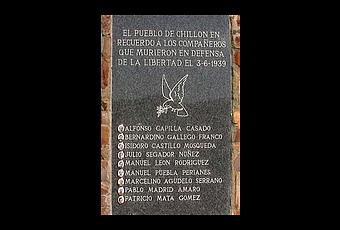 EL PUEBLO DE CHILLON EN
RECUERDO A LOS COMPAÑEROS
QUE MURIERON EN DEFENSA
DE LA LIBERTAD EL 3-6-1939
ALFONSO CAPILLA CASADO
BERNARDINO GALLEGO FRANCO
ISIDORO CASTILLO MOSQUEDA
JULIO SEGADOR NUÑEZ
MANUEL LEON RODRIGUEZ
MANUEL PUEBLA PERIANES
MARCELINO AGUDELO SERRANO
PABLO MADRID AMARO
PATRICIO MATA GOMEZ